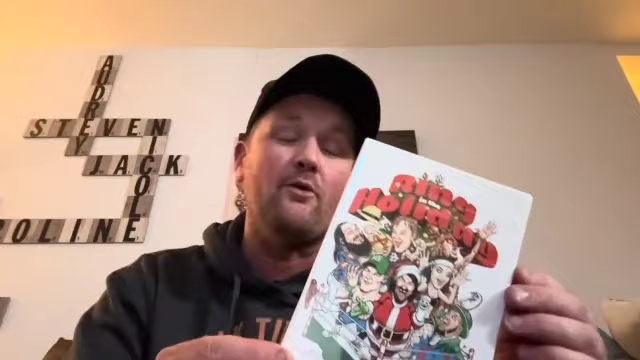 AUDREY
STEVEN
NICOLE
JACK
OLINE
Ring
in the
Holiday